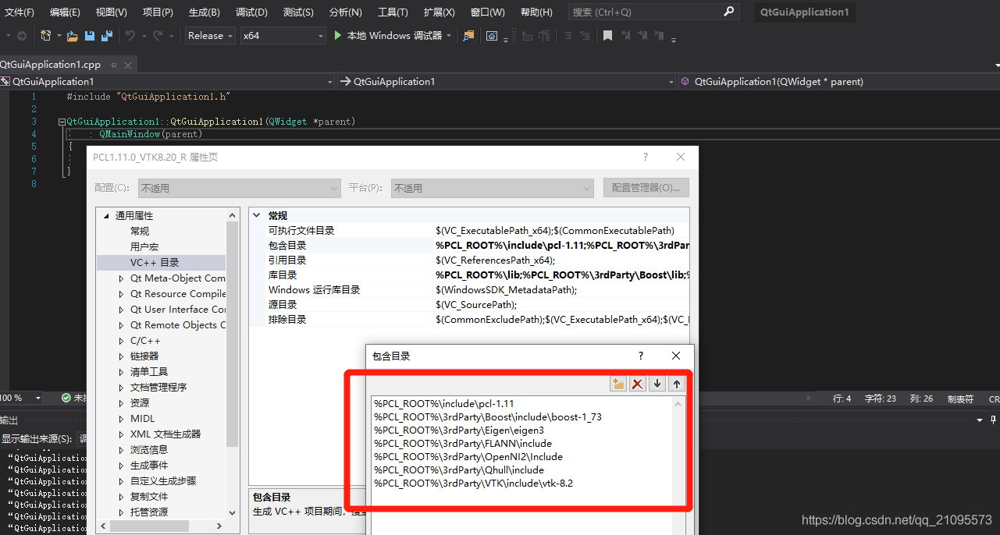 文件(F) 编辑(E) 视图(V) 项目(P) 生成(B) 调试(D) 测试(S) 分析(N) 工具(T) 扩展(X) 窗口(W) 帮助(H) 搜索 (Ctrl+Q) QtGuiApplication1
Release x64 本地 Windows 调试器
QtGuiApplication1.cpp
QtGuiApplication1 QtGuiApplication1 QtGuiApplication1(QWidget * parent)
1 #include "QtGuiApplication1.h"
2
3 QtGuiApplication1::QtGuiApplication1(QWidget *parent)
4 : QMainWindow(parent)
5 {
6
7 }
8
PCL1.11.0_VTK8.20_R 属性页 ?
配置(C): 不适用 平台(P): 不适用 配置管理器(O)...
通用属性
常规
用户宏
VC++ 目录
Qt Meta-Object Com
Qt Resource Compile
Qt User Interface Co
Qt Remote Objects C
C/C++
链接器
清单工具
文档管理程序
资源
MIDL
XML 文档生成器
浏览信息
生成事件
自定义生成步骤
复制文件
托管资源
常规
可执行文件目录 $(VC_ExecutablePath_x64);$(CommonExecutablePath)
包含目录 %PCL_ROOT%\include\pcl-1.11;%PCL_ROOT%\3rdPar
引用目录 $(VC_ReferencesPath_x64);
库目录 %PCL_ROOT%\lib;%PCL_ROOT%\3rdParty\Boost\lib;%
Windows 运行库目录 $(WindowsSDK_MetadataPath);
源目录 $(VC_SourcePath);
排除目录 $(CommonExcludePath);$(VC_ExecutablePath_x64);$(VC_
包含目录
生成 VC++ 项目期间，搜
包含目录 ?
%PCL_ROOT%\include\pcl-1.11
%PCL_ROOT%\3rdParty\Boost\include\boost-1_73
%PCL_ROOT%\3rdParty\Eigen\eigen3
%PCL_ROOT%\3rdParty\FLANN\include
%PCL_ROOT%\3rdParty\OpenNI2\Include
%PCL_ROOT%\3rdParty\Qhull\include
%PCL_ROOT%\3rdParty\VTK\include\vtk-8.2
100 % 未 行: 4 字符: 23 列: 26 制表符 CR
输出
显示输出来源(S): 调
“QtGuiApplication
“QtGuiApplication
“QtGuiApplication
“QtGuiApplication
“QtGuiApplication
“QtGuiApplication
“QtGuiApplication
https://blog.csdn.net/qq_21095573